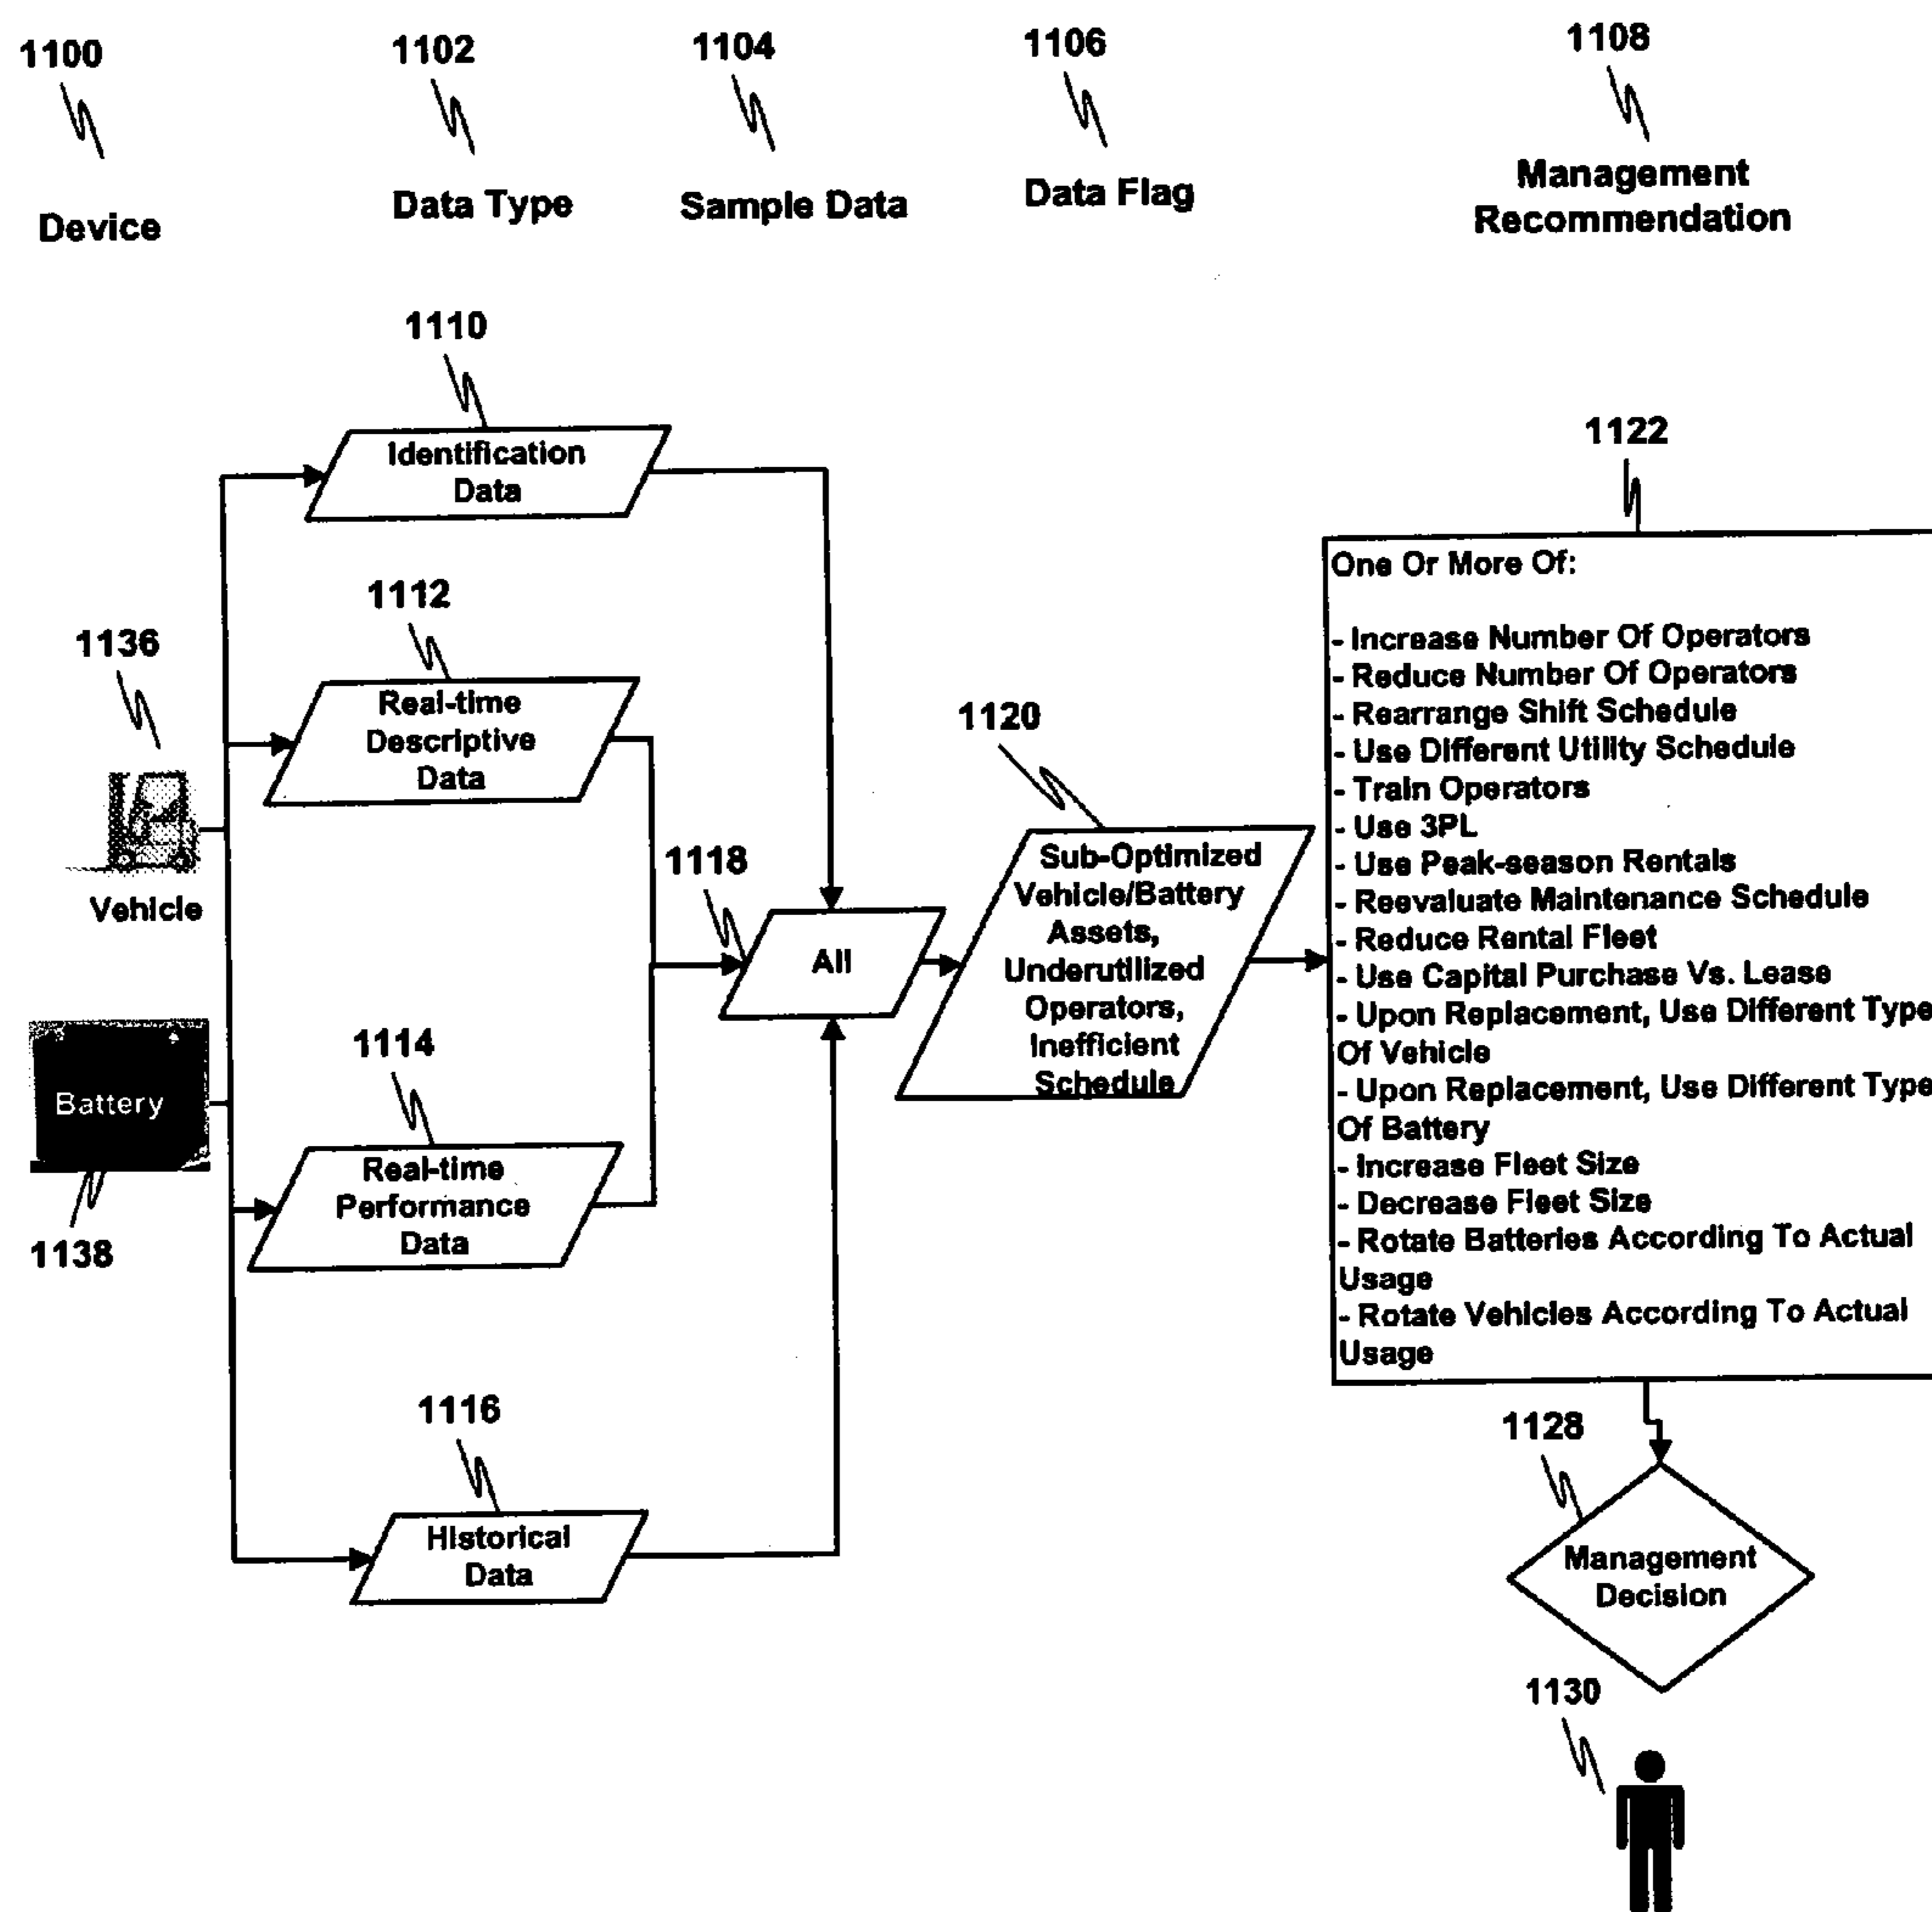 1100
1102
1104
1106
1108
Device
Data Type
Sample Data
Data Flag
Management
Recommendation
1110
Identification
Data
1112
Real-time
Descriptive
Data
1136
Vehicle
Battery
1138
1114
Real-time
Performance
Data
1116
Historical
Data
1118
All
1120
Sub-Optimized
Vehicle/Battery
Assets,
Underutilized
Operators,
Inefficient
Schedule
1122
One Or More Of:
- Increase Number Of Operators
- Reduce Number Of Operators
- Rearrange Shift Schedule
- Use Different Utility Schedule
- Train Operators
- Use 3PL
- Use Peak-season Rentals
- Reevaluate Maintenance Schedule
- Reduce Rental Fleet
- Use Capital Purchase Vs. Lease
- Upon Replacement, Use Different Type
Of Vehicle
- Upon Replacement, Use Different Type
Of Battery
- Increase Fleet Size
- Decrease Fleet Size
- Rotate Batteries According To Actual
Usage
- Rotate Vehicles According To Actual
Usage
1128
Management
Decision
1130